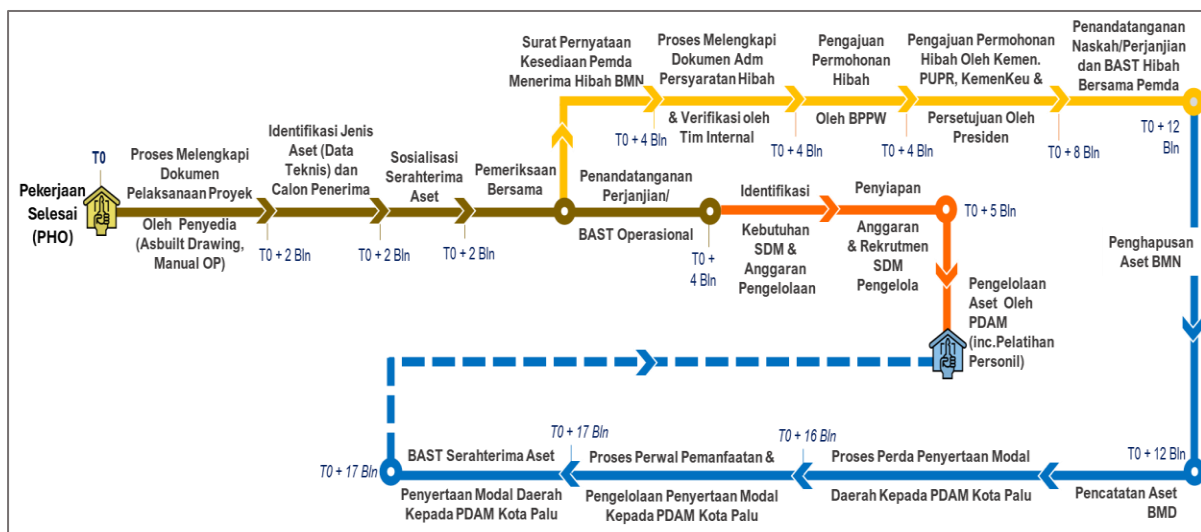 Surat Pernyataan
Kesediaan Pemda
Menerima Hibah BMN
Proses Melengkapi
Dokumen Adm
Persyaratan Hibah
& Verifikasi oleh
Tim Internal
T0 + 4 Bln
Pengajuan
Permohonan
Hibah
Oleh BPPW
T0 + 4 Bln
Pengajuan Permohonan
Hibah Oleh Kemen.
PUPR, KemenKeu &
Persetujuan Oleh
Presiden
T0 + 4 Bln
T0 + 8 Bln
Penandatanganan
Naskah/Perjanjian
dan BAST Hibah
Bersama Pemda
T0 + 12
Bln
T0
Pekerjaan
Selesai
(PHO)
Proses Melengkapi
Dokumen
Pelaksanaan Proyek
Oleh Penyedia
(Asbuilt Drawing,
Manual OP)
T0 + 2 Bln
Identifikasi Jenis
Aset (Data
Teknis) dan
Calon Penerima
T0 + 2 Bln
Sosialisasi
Serahterima
Aset
T0 + 2 Bln
Pemeriksaan
Bersama
Penandatanganan
Perjanjian/
BAST Operasional
T0 +
4 Bln
Identifikasi
Kebutuhan
SDM &
Anggaran
Pengelolaan
Penyiapan
Anggaran
& Rekrutmen
SDM
Pengelola
T0 + 5 Bln
Pengelolaan
Aset Oleh
PDAM
(inc.Pelatihan
Personil)
Penghapusan
Aset BMN
T0 + 12 Bln
Pencatatan Aset
BMD
Proses Perda Penyertaan Modal
Daerah Kepada PDAM Kota Palu
T0 + 16 Bln
Proses Perwal Pemanfaatan &
Pengelolaan Penyertaan Modal
Kepada PDAM Kota Palu
T0 + 17 Bln
BAST Serahterima Aset
Penyertaan Modal Daerah
Kepada PDAM Kota Palu
T0 + 17 Bln